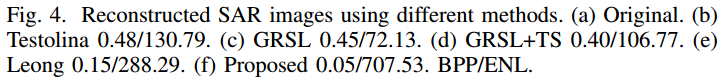 Fig. 4. Reconstructed SAR images using different methods. (a) Original. (b)
Testolina 0.48/130.79. (c) GRSL 0.45/72.13. (d) GRSL+TS 0.40/106.77. (e)
Leong 0.15/288.29. (f) Proposed 0.05/707.53. BPP/ENL.